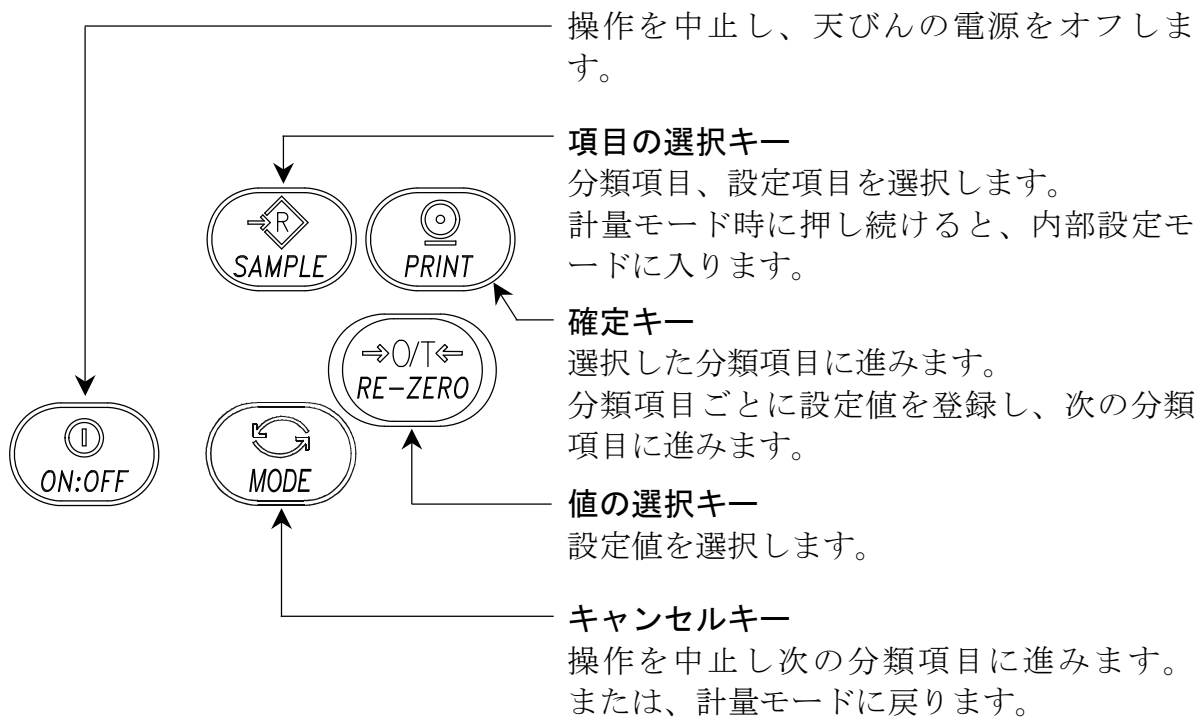 操作を中止し、天びんの電源をオフしま
す。
項目の選択キー
分類項目、設定項目を選択します。
計量モード時に押し続けると、内部設定モ
ードに入ります。
R
SAMPLE
PRINT
確定キー
選択した分類項目に進みます。
分類項目ごとに設定値を登録し、次の分類
項目に進みます。
→O/T←
RE-ZERO
ON:OFF
MODE
値の選択キー
設定値を選択します。
キャンセルキー
操作を中止し次の分類項目に進みます。
または、計量モードに戻ります。